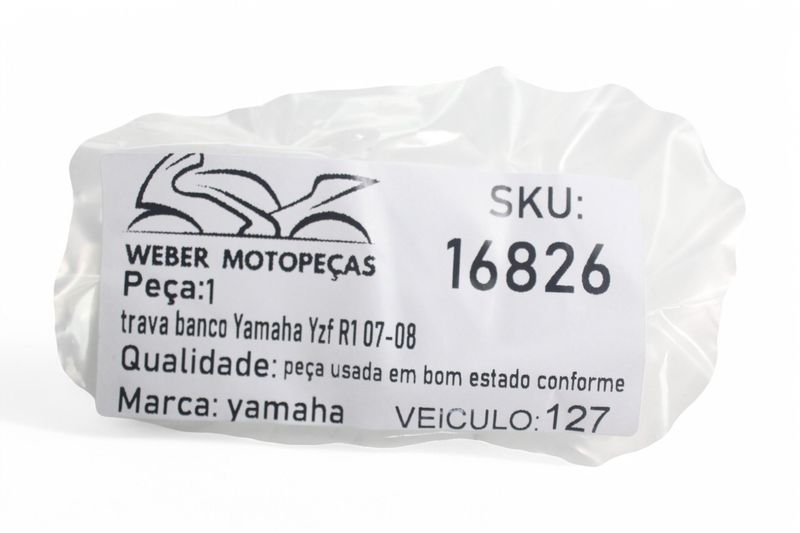 WEBER MOTOPEÇAS
SKU:
16826
Peça:1
trava banco Yamaha Yzf R1 07-08
Qualidade: peça usada em bom estado conforme
Marca: yamaha VEíCULO: 127